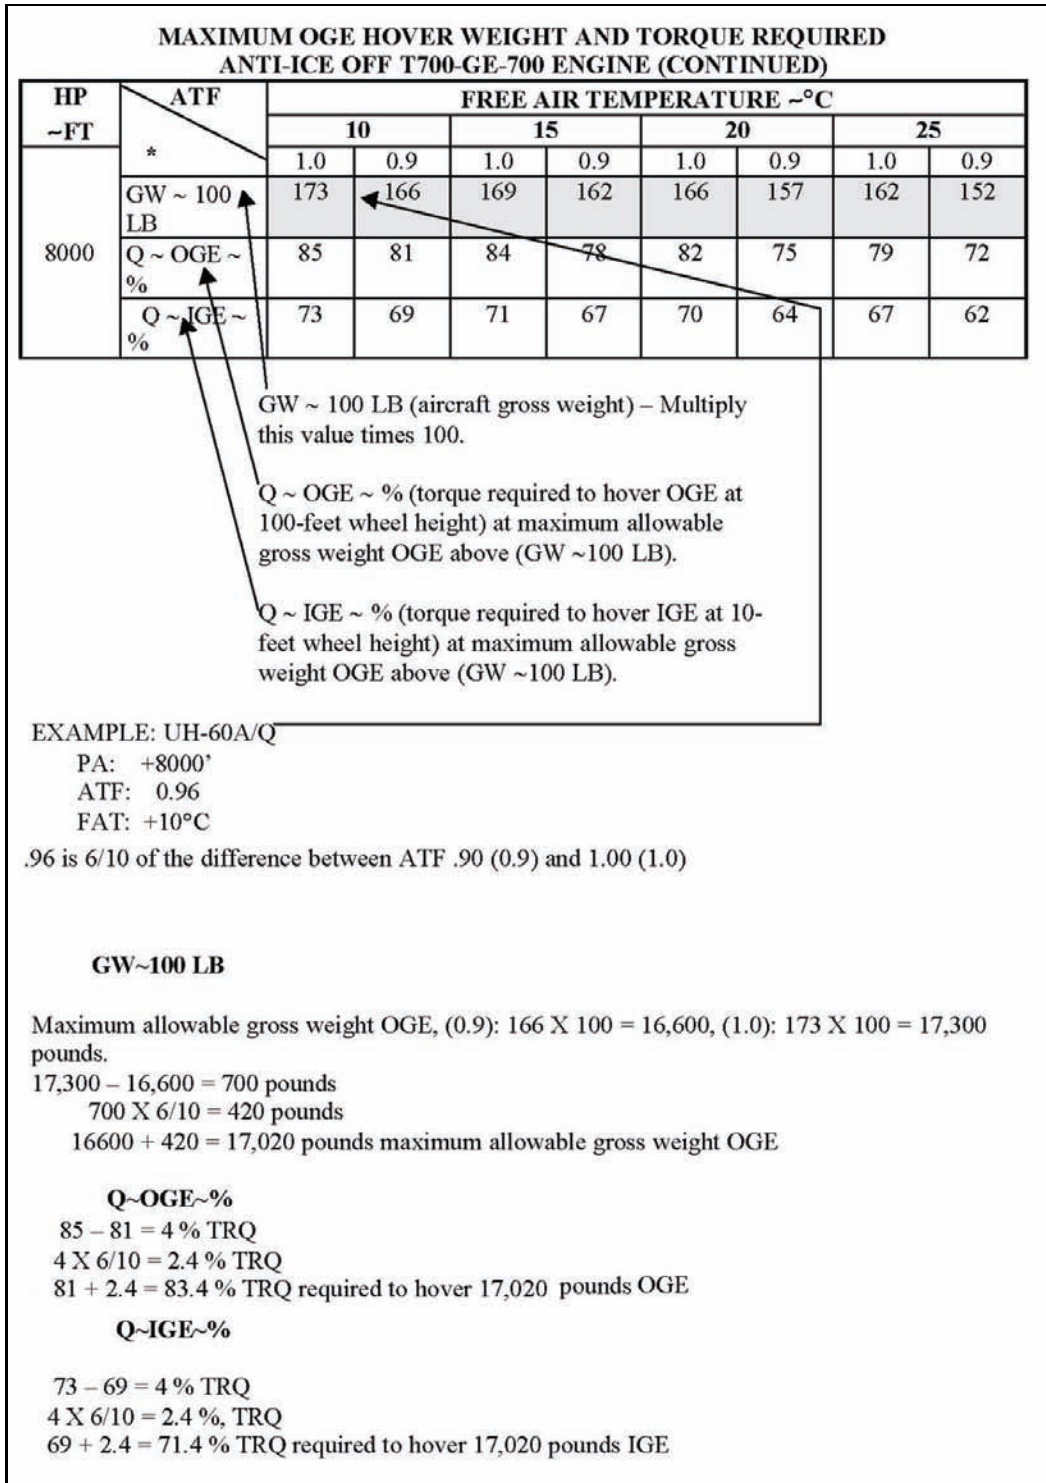 MAXIMUM OGE HOVER WEIGHT AND TORQUE REQUIRED
ANTI-ICE OFF T700-GE-700 ENGINE (CONTINUED)
HP ATF FREE AIR TEMPERATURE ~°C
~FT 10 15 20 25
* 1.0 0.9 1.0 0.9 1.0 0.9 1.0 0.9
GW ~ 100 173 166 169 162 166 157 162 152
LB
8000 Q ~ OGE ~ 85 81 84 78 82 75 79 72
%
Q ~ IGE ~ 73 69 71 67 70 64 67 62
%
GW ~ 100 LB (aircraft gross weight) – Multiply
this value times 100.
Q ~ OGE ~ % (torque required to hover OGE at
100-feet wheel height) at maximum allowable
gross weight OGE above (GW ~100 LB).
Q ~ IGE ~ % (torque required to hover IGE at 10-
feet wheel height) at maximum allowable gross
weight OGE above (GW ~100 LB).
EXAMPLE: UH-60A/Q
PA: +8000’
ATF: 0.96
FAT: +10°C
.96 is 6/10 of the difference between ATF .90 (0.9) and 1.00 (1.0)
GW~100 LB
Maximum allowable gross weight OGE, (0.9): 166 X 100 = 16,600, (1.0): 173 X 100 = 17,300
pounds.
17,300 – 16,600 = 700 pounds
700 X 6/10 = 420 pounds
16600 + 420 = 17,020 pounds maximum allowable gross weight OGE
Q~OGE~%
85 – 81 = 4 % TRQ
4 X 6/10 = 2.4 % TRQ
81 + 2.4 = 83.4 % TRQ required to hover 17,020 pounds OGE
Q~IGE~%
73 – 69 = 4 % TRQ
4 X 6/10 = 2.4 %, TRQ
69 + 2.4 = 71.4 % TRQ required to hover 17,020 pounds IGE